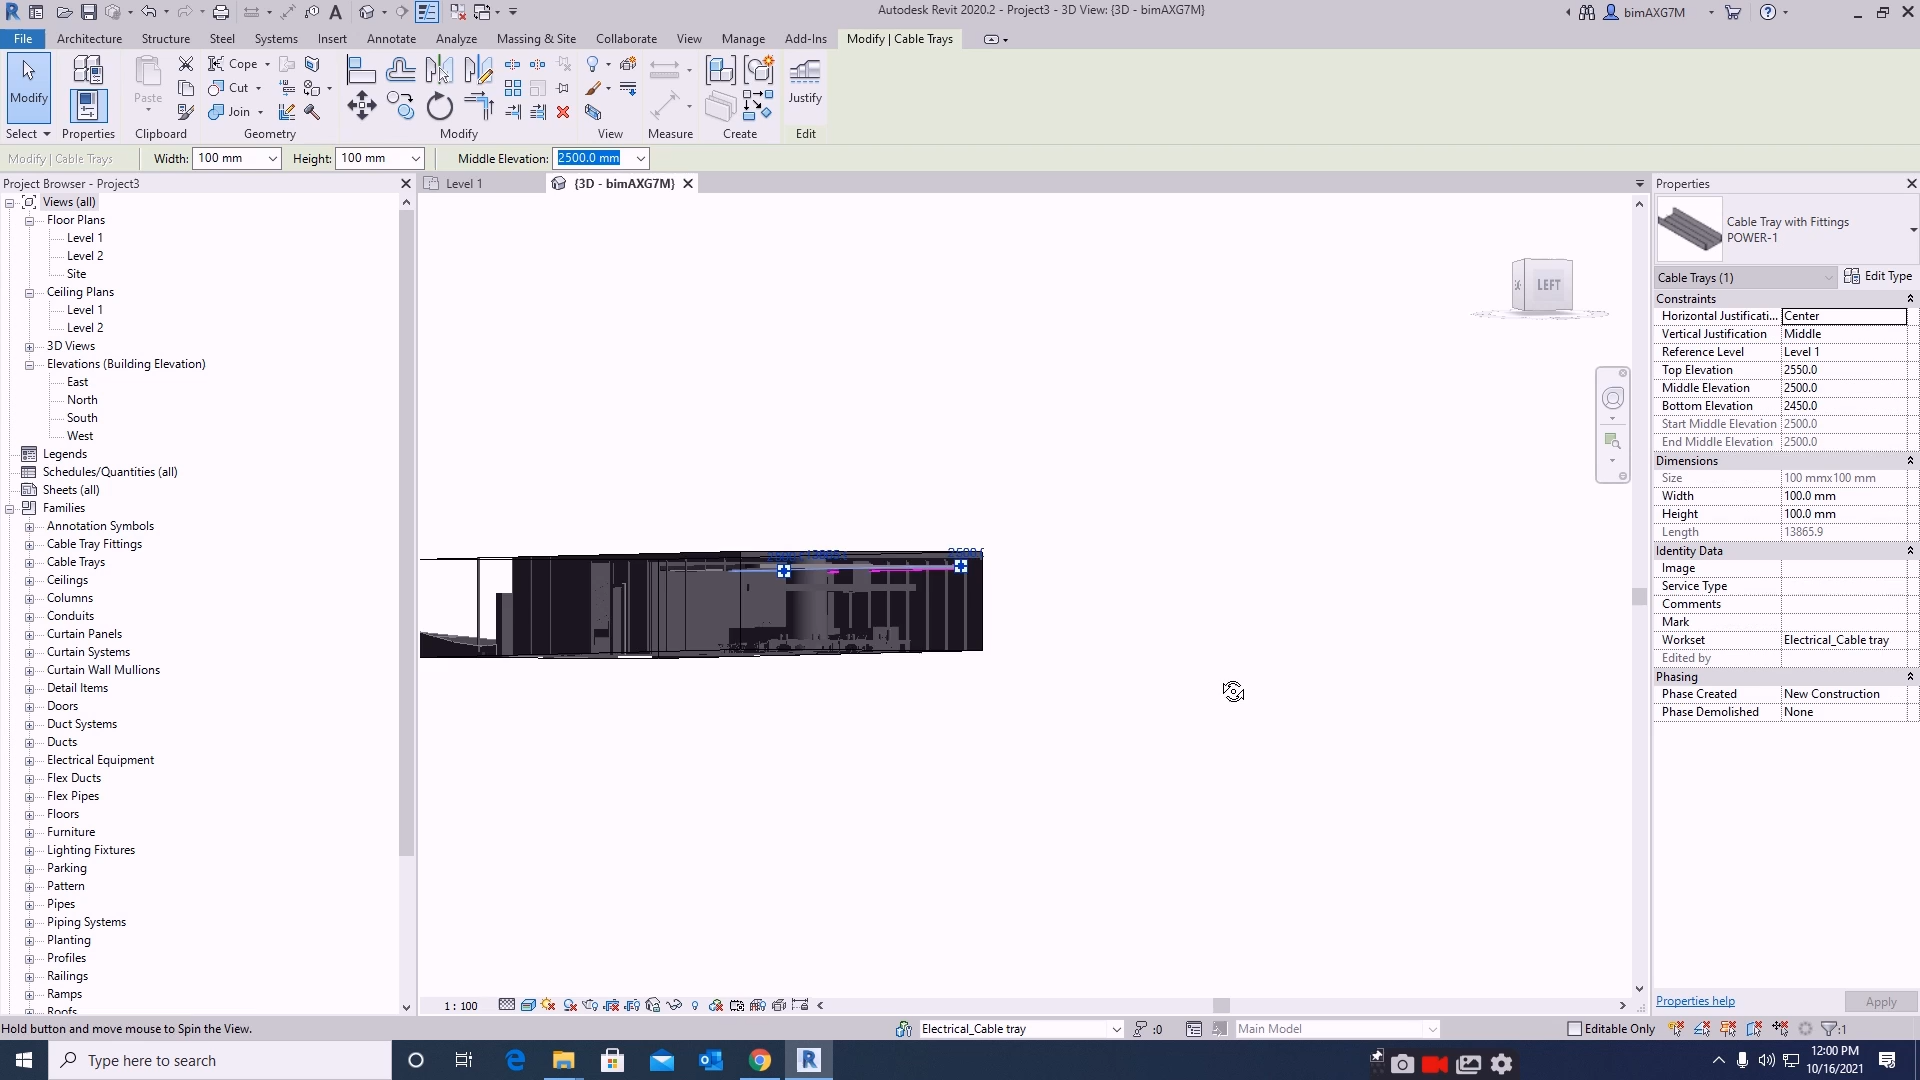 Autodesk Revit 2020.2 - Project3 - 3D View: {3D - bimAXG7M}
bimAXG7M
File Architecture Structure Steel Systems Insert Annotate Analyze Massing & Site Collaborate View Manage Add-Ins Modify | Cable Trays
Modify
Paste
Cope
Cut
Join
Justify
Select Properties Clipboard Geometry Modify View Measure Create Edit
Modify | Cable Trays Width: 100 mm Height: 100 mm Middle Elevation: 2500.0 mm
Project Browser - Project3
Views (all)
Floor Plans
Level 1
Level 2
Site
Ceiling Plans
Level 1
Level 2
3D Views
Elevations (Building Elevation)
East
North
South
West
Legends
Schedules/Quantities (all)
Sheets (all)
Families
Annotation Symbols
Cable Tray Fittings
Cable Trays
Ceilings
Columns
Conduits
Curtain Panels
Curtain Systems
Curtain Wall Mullions
Detail Items
Doors
Duct Systems
Ducts
Electrical Equipment
Flex Ducts
Flex Pipes
Floors
Furniture
Lighting Fixtures
Parking
Pattern
Pipes
Piping Systems
Planting
Profiles
Railings
Ramps
Roofs
Level 1
{3D - bimAXG7M}
LEFT
1 : 100
Properties
Cable Tray with Fittings
POWER-1
Cable Trays (1) Edit Type
Constraints
Horizontal Justificati... Center
Vertical Justification Middle
Reference Level Level 1
Top Elevation 2550.0
Middle Elevation 2500.0
Bottom Elevation 2450.0
Start Middle Elevation 2500.0
End Middle Elevation 2500.0
Dimensions
Size 100 mmx100 mm
Width 100.0 mm
Height 100.0 mm
Length 13865.9
Identity Data
Image
Service Type
Comments
Mark
Workset Electrical_Cable tray
Edited by
Phasing
Phase Created New Construction
Phase Demolished None
Properties help Apply
Hold button and move mouse to Spin the View.
Electrical_Cable tray :0 Main Model Editable Only :1
Type here to search
12:00 PM
10/16/2021